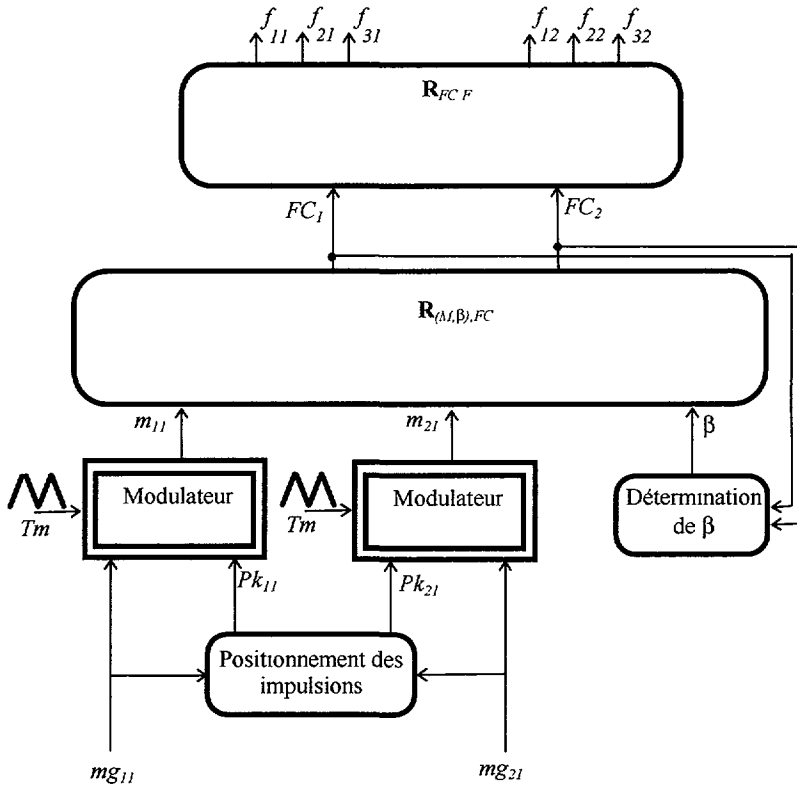 f11 f21 f31 f12 f22 f32
R FC F
FC1 FC2
R (M,β),FC
m11 m21 β
Modulateur
Modulateur
Détermination
de β
Tm Tm
Pk11 Pk21
Positionnement des
impulsions
mg11 mg21